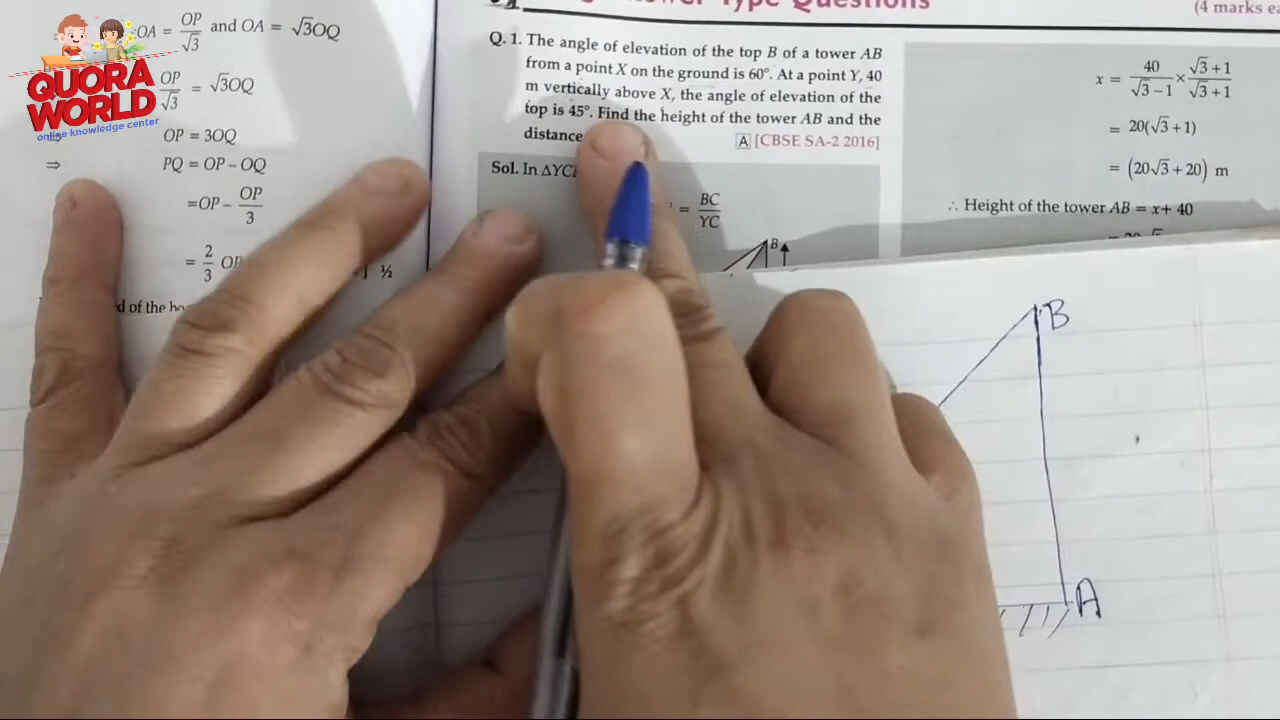 OA = OP/√3 and OA = √3OQ
OP/√3 = √3OQ
⇒ OP = 3OQ
⇒ PQ = OP – OQ
=OP – OP/3
= 2/3 OP
½
d of the
QUORA
WORLD
online knowledge center
Type Questions
(4 marks ea
Q. 1. The angle of elevation of the top B of a tower AB
from a point X on the ground is 60°. At a point Y, 40
m vertically above X, the angle of elevation of the
top is 45°. Find the height of the tower AB and the
distance
A [CBSE SA-2 2016]
Sol. In ΔYC
= BC/YC
B
x = 40/(√3 – 1) × (√3 + 1)/(√3 + 1)
= 20(√3 + 1)
= (20√3 + 20) m
∴ Height of the tower AB = x+ 40
B
A